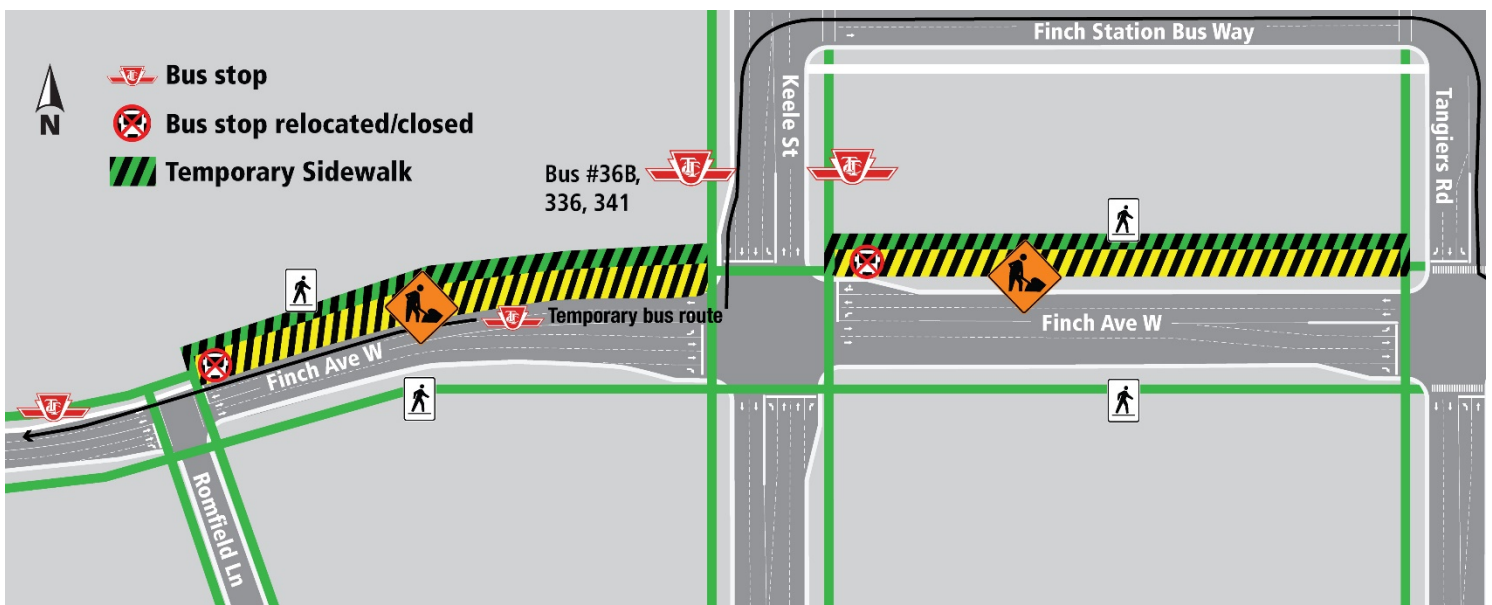 Finch Station Bus Way
Bus stop
N
Bus stop relocated/closed
Keele St
Tangiers Rd
Temporary Sidewalk
Bus #36B,
336, 341
Temporary bus route
Finch Ave W
Finch Ave W
Romfield Ln